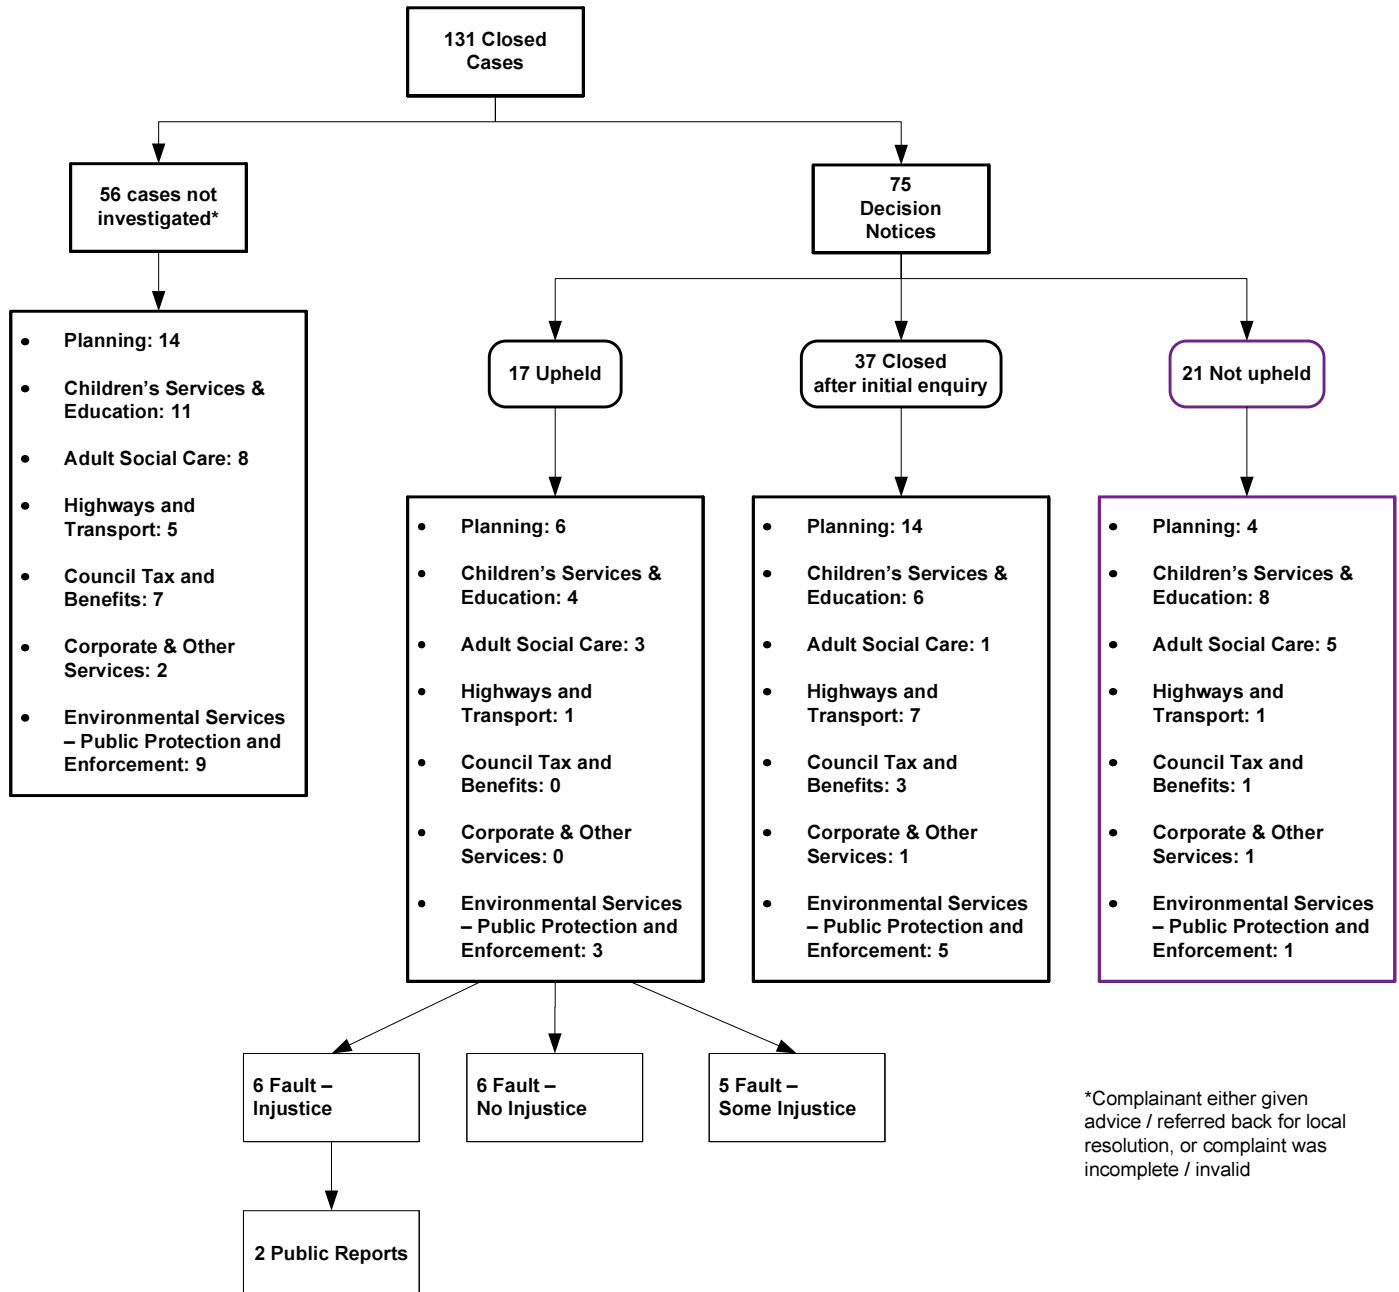 131 Closed
Cases
56 cases not
investigated*
75
Decision
Notices
• Planning: 14
• Children's Services &
Education: 11
• Adult Social Care: 8
• Highways and
Transport: 5
• Council Tax and
Benefits: 7
• Corporate & Other
Services: 2
• Environmental Services
– Public Protection and
Enforcement: 9
17 Upheld
37 Closed
after initial enquiry
21 Not upheld
• Planning: 6
• Children's Services &
Education: 4
• Adult Social Care: 3
• Highways and
Transport: 1
• Council Tax and
Benefits: 0
• Corporate & Other
Services: 0
• Environmental Services
– Public Protection and
Enforcement: 3
• Planning: 14
• Children's Services &
Education: 6
• Adult Social Care: 1
• Highways and
Transport: 7
• Council Tax and
Benefits: 3
• Corporate & Other
Services: 1
• Environmental Services
– Public Protection and
Enforcement: 5
• Planning: 4
• Children's Services &
Education: 8
• Adult Social Care: 5
• Highways and
Transport: 1
• Council Tax and
Benefits: 1
• Corporate & Other
Services: 1
• Environmental Services
– Public Protection and
Enforcement: 1
6 Fault –
Injustice
6 Fault –
No Injustice
5 Fault –
Some Injustice
2 Public Reports
*Complainant either given
advice / referred back for local
resolution, or complaint was
incomplete / invalid